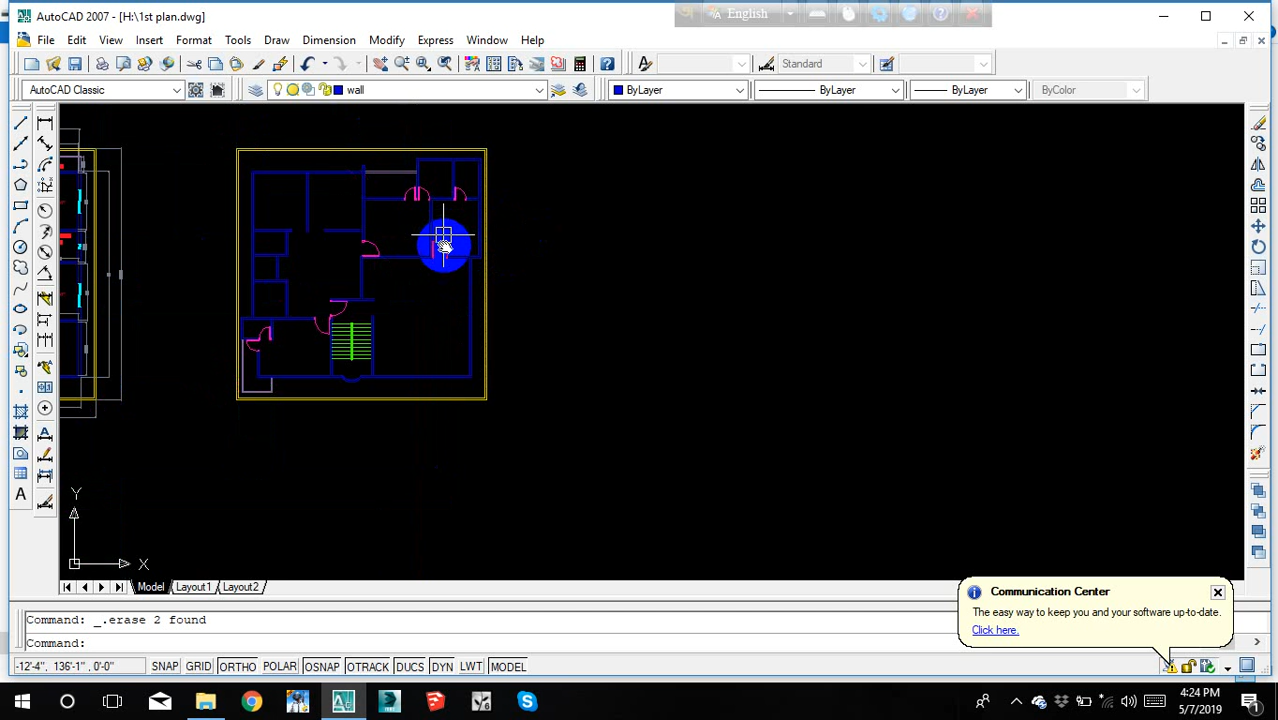 AutoCAD 2007 - [H:\1st plan.dwg]
English
File Edit View Insert Format Tools Draw Dimension Modify Express Window Help
Standard
AutoCAD Classic
wall
ByLayer
ByLayer
ByLayer
ByColor
A
Y
X
Model
Layout1
Layout2
Communication Center
The easy way to keep you and your software up-to-date.
Click here.
Command: _.erase 2 found
Command:
-12'-4", 136'-1" , 0'-0"
SNAP GRID ORTHO POLAR OSNAP OTRACK DUCS DYN LWT MODEL
4:24 PM
5/7/2019